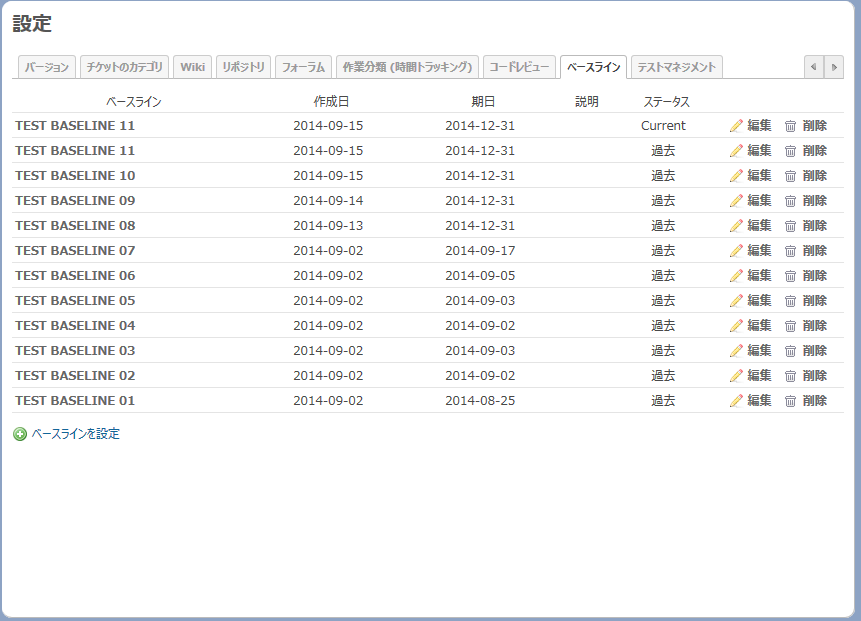 設定
バージョン チケットのカテゴリ Wiki リポジトリ フォーラム 作業分類 (時間トラッキング) コードレビュー ベースライン テストマネジメント
ベースライン 作成日 期日 説明 ステータス
TEST BASELINE 11 2014-09-15 2014-12-31 Current 編集 削除
TEST BASELINE 11 2014-09-15 2014-12-31 過去 編集 削除
TEST BASELINE 10 2014-09-15 2014-12-31 過去 編集 削除
TEST BASELINE 09 2014-09-14 2014-12-31 過去 編集 削除
TEST BASELINE 08 2014-09-13 2014-12-31 過去 編集 削除
TEST BASELINE 07 2014-09-02 2014-09-17 過去 編集 削除
TEST BASELINE 06 2014-09-02 2014-09-05 過去 編集 削除
TEST BASELINE 05 2014-09-02 2014-09-03 過去 編集 削除
TEST BASELINE 04 2014-09-02 2014-09-02 過去 編集 削除
TEST BASELINE 03 2014-09-02 2014-09-03 過去 編集 削除
TEST BASELINE 02 2014-09-02 2014-09-02 過去 編集 削除
TEST BASELINE 01 2014-09-02 2014-08-25 過去 編集 削除
ベースラインを設定